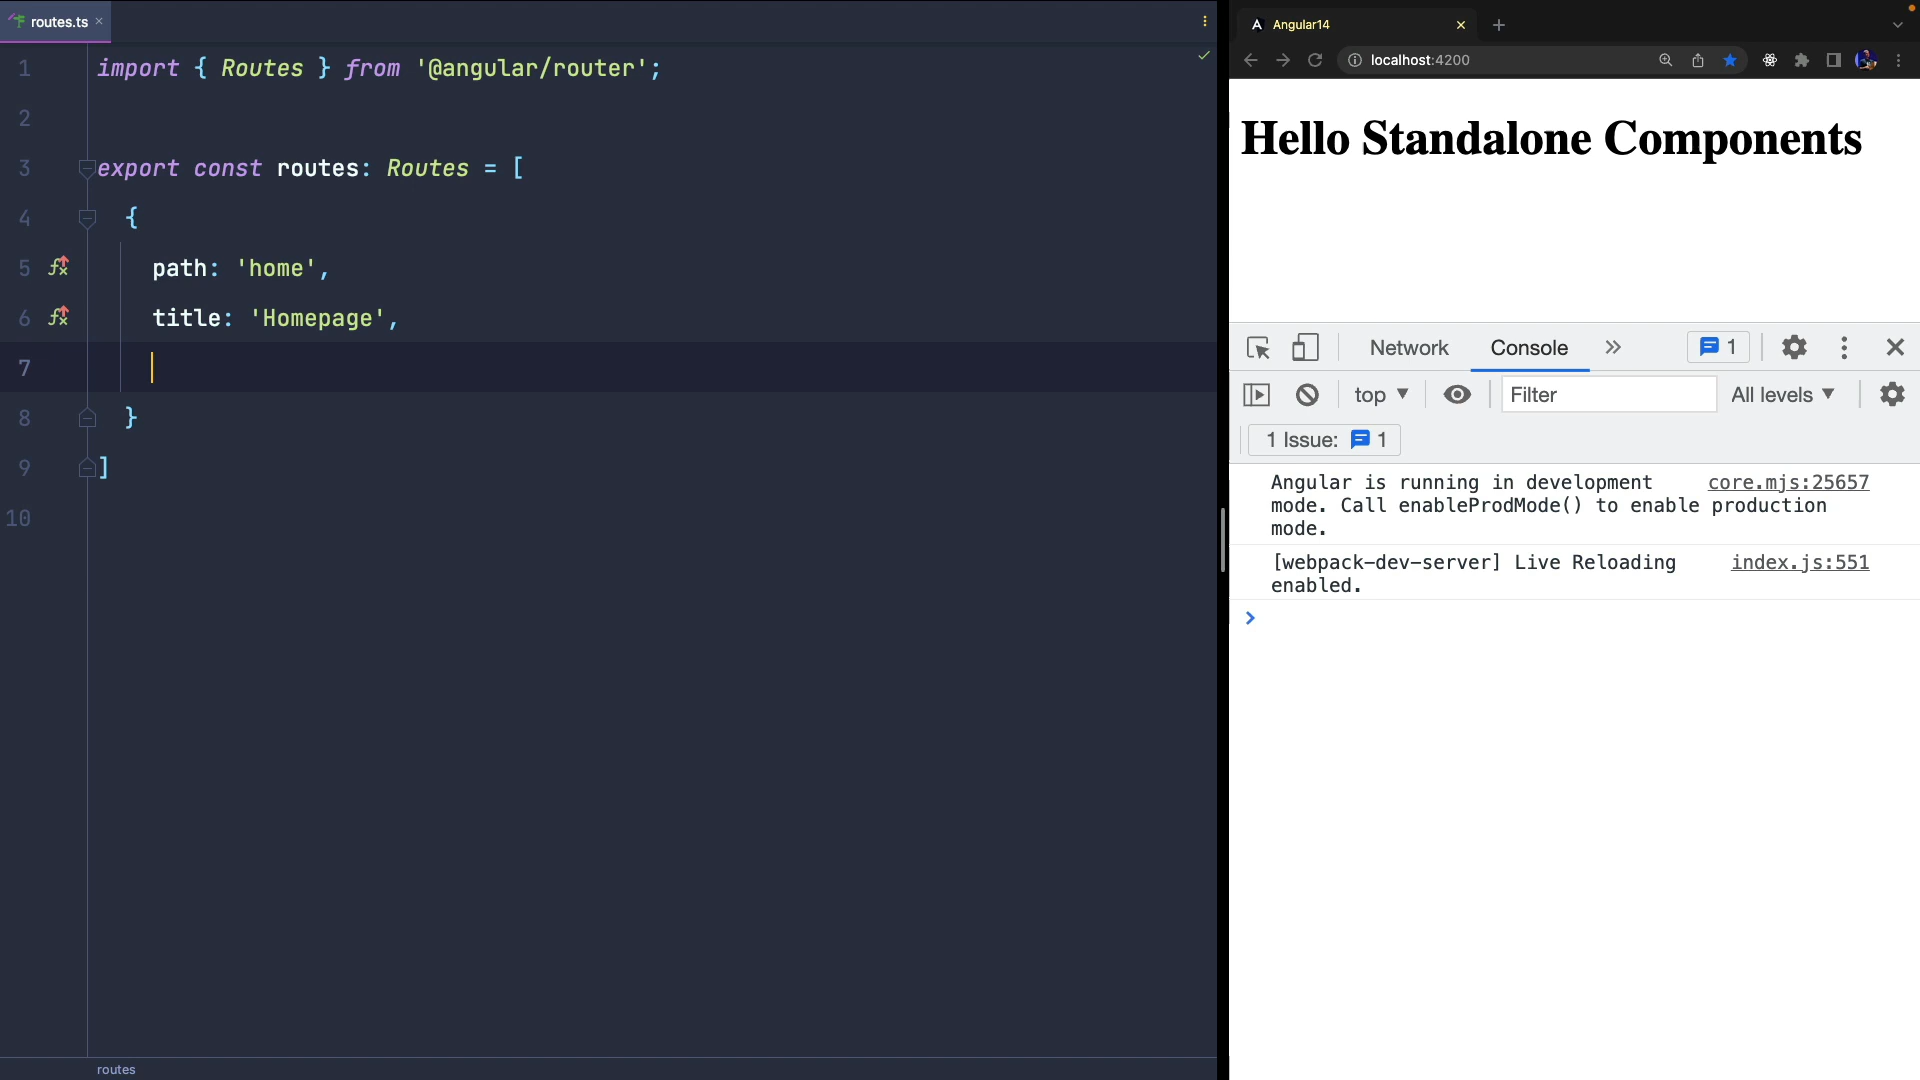 routes.ts
1 import { Routes } from '@angular/router';
2
3 export const routes: Routes = [
4 {
5 path: 'home',
6 title: 'Homepage',
7
8 }
9 ]
10
routes
Angular14
localhost:4200
Hello Standalone Components
Network Console 1
top Filter All levels
1 Issue: 1
Angular is running in development core.mjs:25657
mode. Call enableProdMode() to enable production
mode.
[webpack-dev-server] Live Reloading index.js:551
enabled.